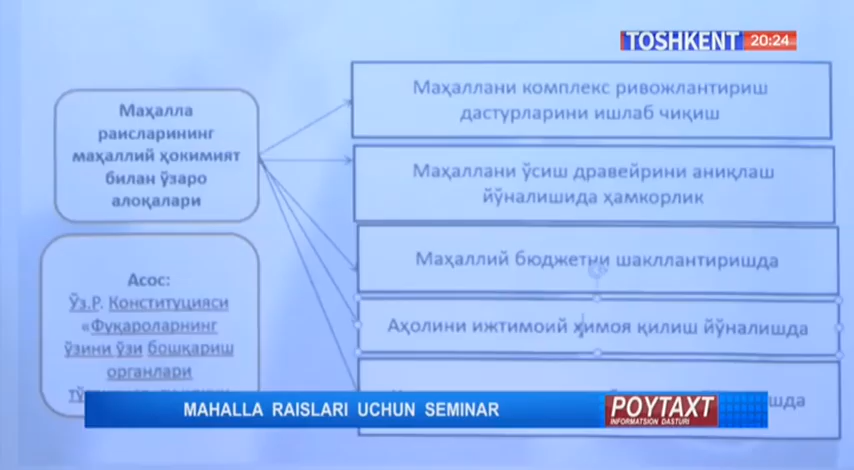 TOSHKENT 20:24
Маҳалла
раисларининг
маҳаллий ҳокимият
билан ўзаро
алоқалари
Асос:
Ўз.Р. Конституцияси
«Фуқароларнинг
ўзини ўзи бошқариш
органлари
Маҳаллани комплекс ривожлантириш
дастурларини ишлаб чиқиш
Маҳаллани ўсиш дравейрини аниқлаш
йўналишида ҳамкорлик
Маҳаллий бюджетни шакллантиришда
Аҳолини ижтимоий ҳимоя қилиш йўналишда
MAHALLA RAISLARI UCHUN SEMINAR
POYTAXT
INFORMATSION DASTURI